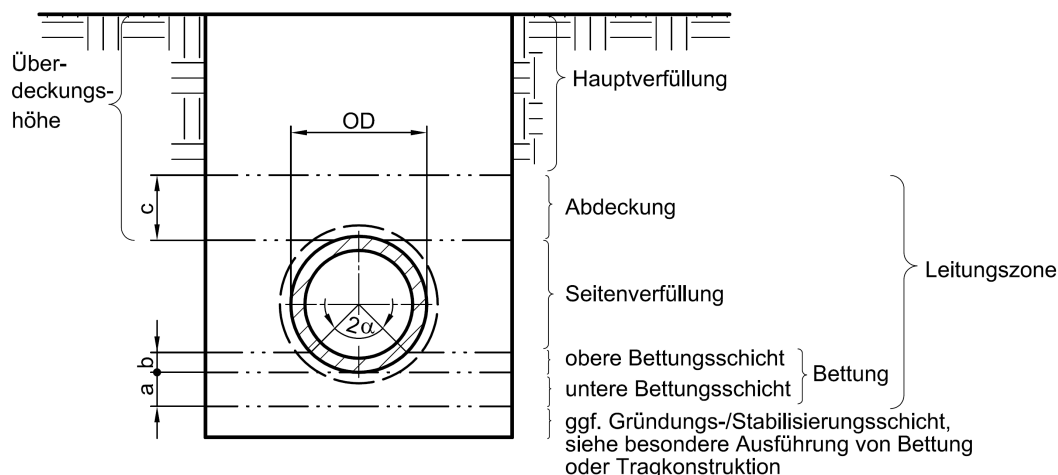 Über-
deckungs-
höhe
OD
Hauptverfüllung
c
Abdeckung
Leitungszone
Seitenverfüllung
2α
b
obere Bettungsschicht
Bettung
a
untere Bettungsschicht
ggf. Gründungs-/Stabilisierungsschicht,
siehe besondere Ausführung von Bettung
oder Tragkonstruktion